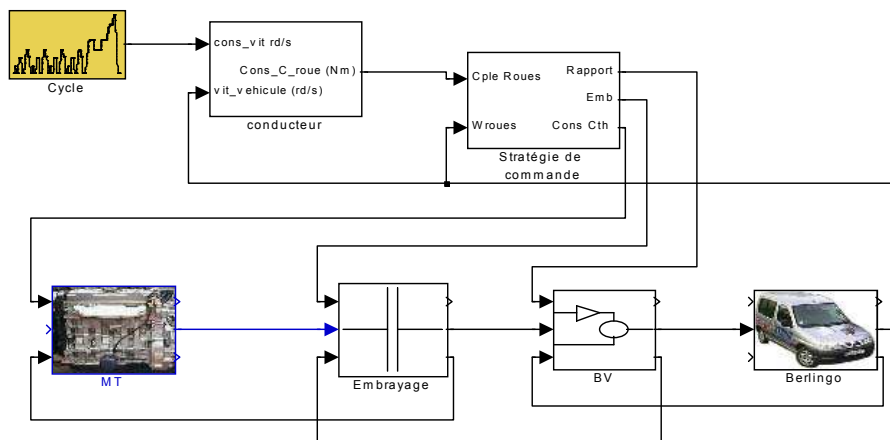 cons_vit rd/s
Cons_C_roue (Nm)
vit_vehicule (rd/s)
Cycle
conducteur
Cple Roues
Rapport
Emb
Wroues
Cons Cth
Stratégie de
commande
MT
Embrayage
BV
Berlingo